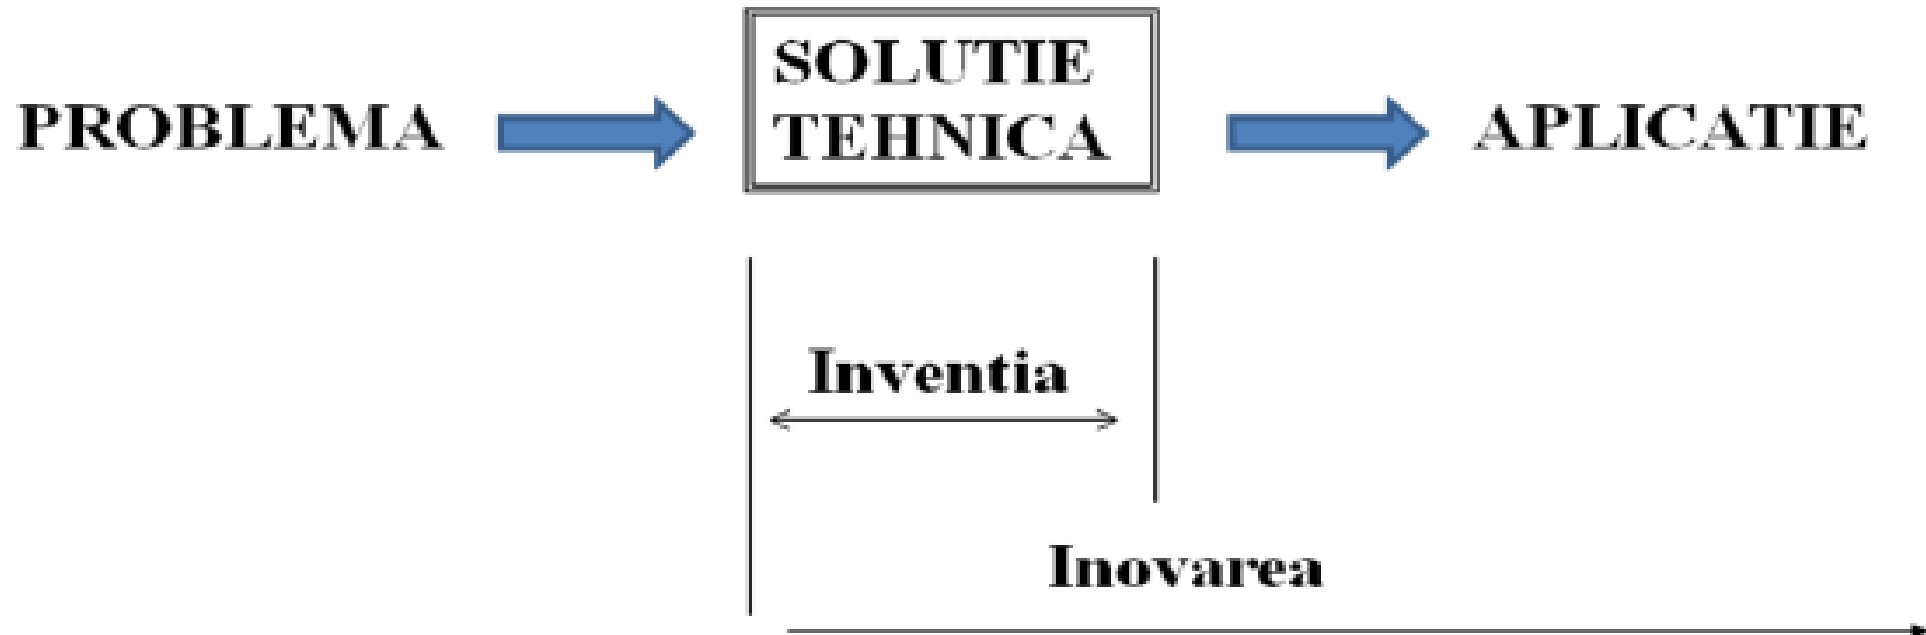 PROBLEMA
SOLUTIE
TEHNICA
APLICATIE
Inventia
Inovarea